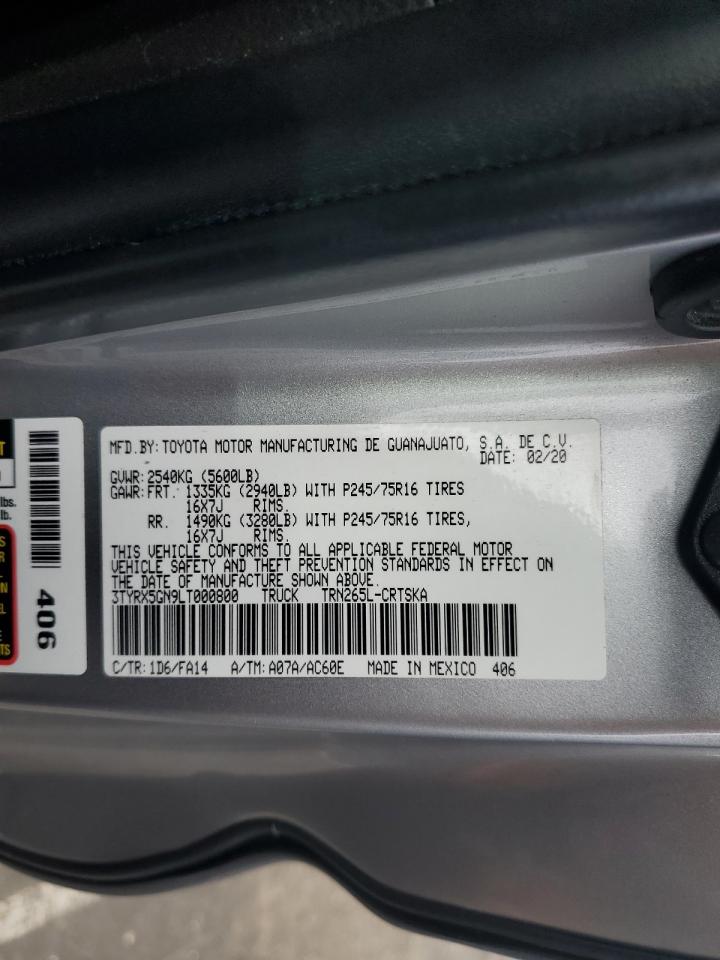 MFD.BY: TOYOTA MOTOR MANUFACTURING DE GUANAJUATO, S.A. DE C.V.
DATE: 02/20
GVWR: 2540KG (5600LB)
GAWR: FRT. 1335KG (2940LB) WITH P245/75R16 TIRES
16X7J RIMS.
RR. 1490KG (3280LB) WITH P245/75R16 TIRES,
16X7J RIMS.
THIS VEHICLE CONFORMS TO ALL APPLICABLE FEDERAL MOTOR
VEHICLE SAFETY AND THEFT PREVENTION STANDARDS IN EFFECT ON
THE DATE OF MANUFACTURE SHOWN ABOVE.
3TYRX5GN9LT000800 TRUCK TRN265L-CRTSKA
C/TR: 1D6/FA14 A/TM: A07A/AC60E MADE IN MEXICO 406
lbs.
lb.
406